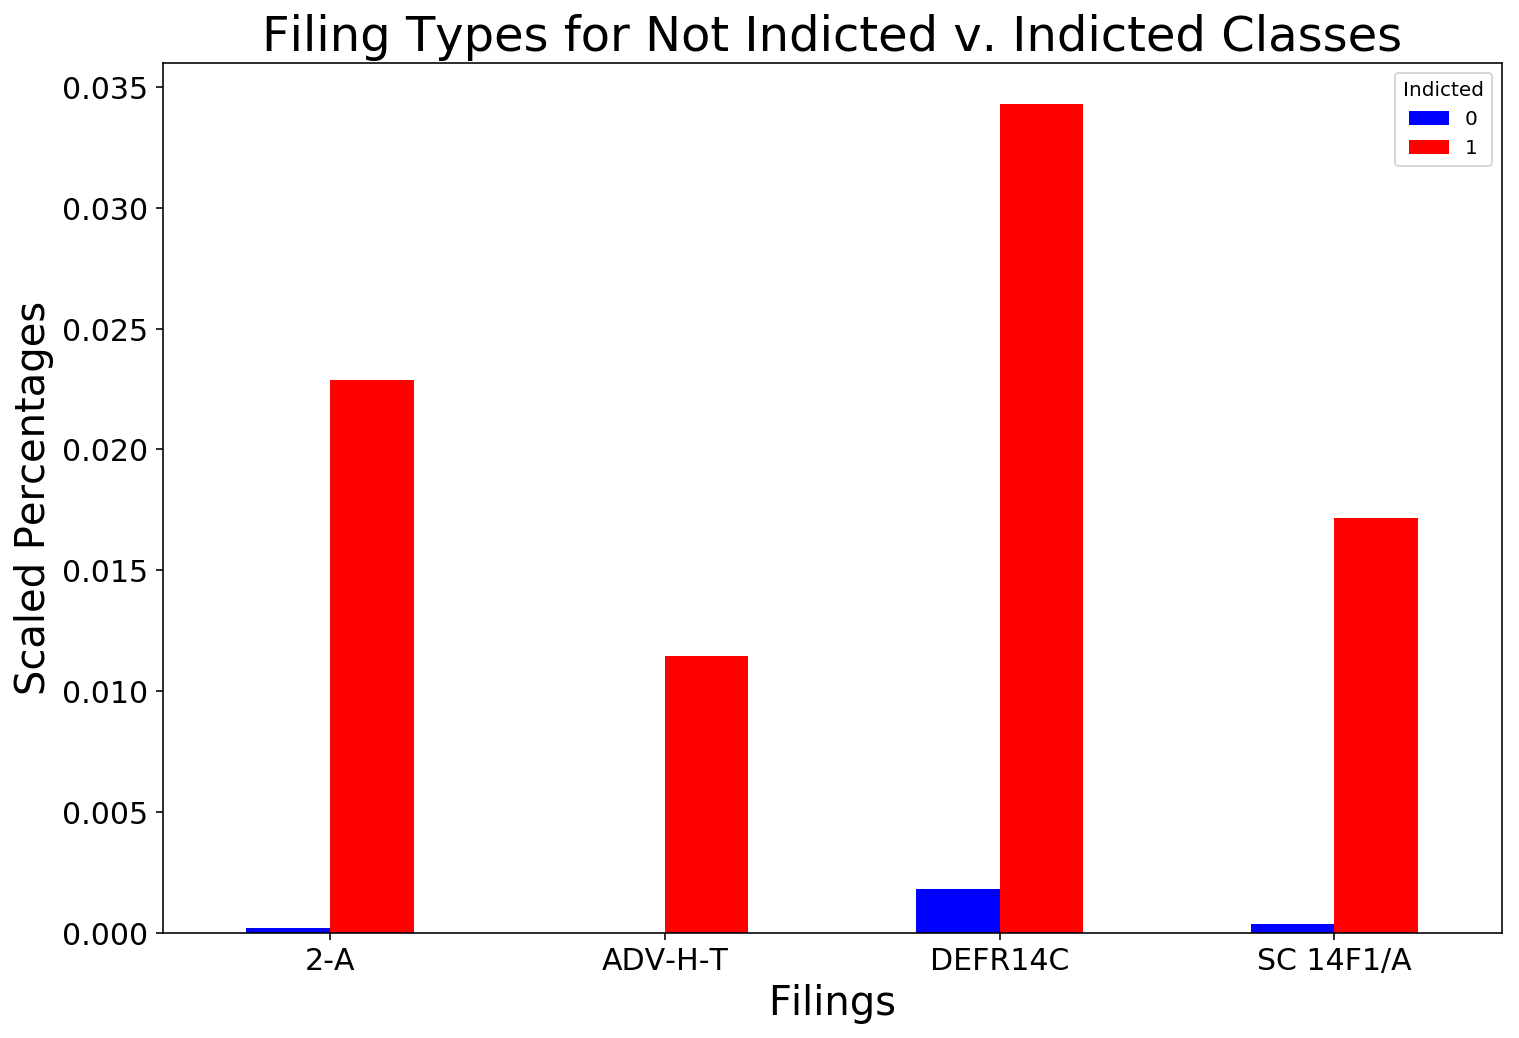 Filing Types for Not Indicted v. Indicted Classes
Indicted
0
1
Scaled Percentages
0.035
0.030
0.025
0.020
0.015
0.010
0.005
0.000
2-A
ADV-H-T
DEFR14C
SC 14F1/A
Filings